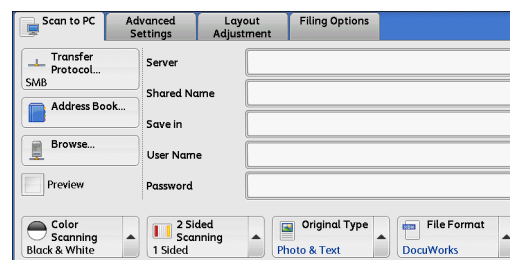 Scan to PC
Advanced
Settings
Layout
Adjustment
Filing Options
Transfer
Protocol...
SMB
Address Book...
Browse...
Preview
Server
Shared Name
Save in
User Name
Password
Color
Scanning
Black & White
2 Sided
Scanning
1 Sided
Original Type
Photo & Text
File Format
DocuWorks